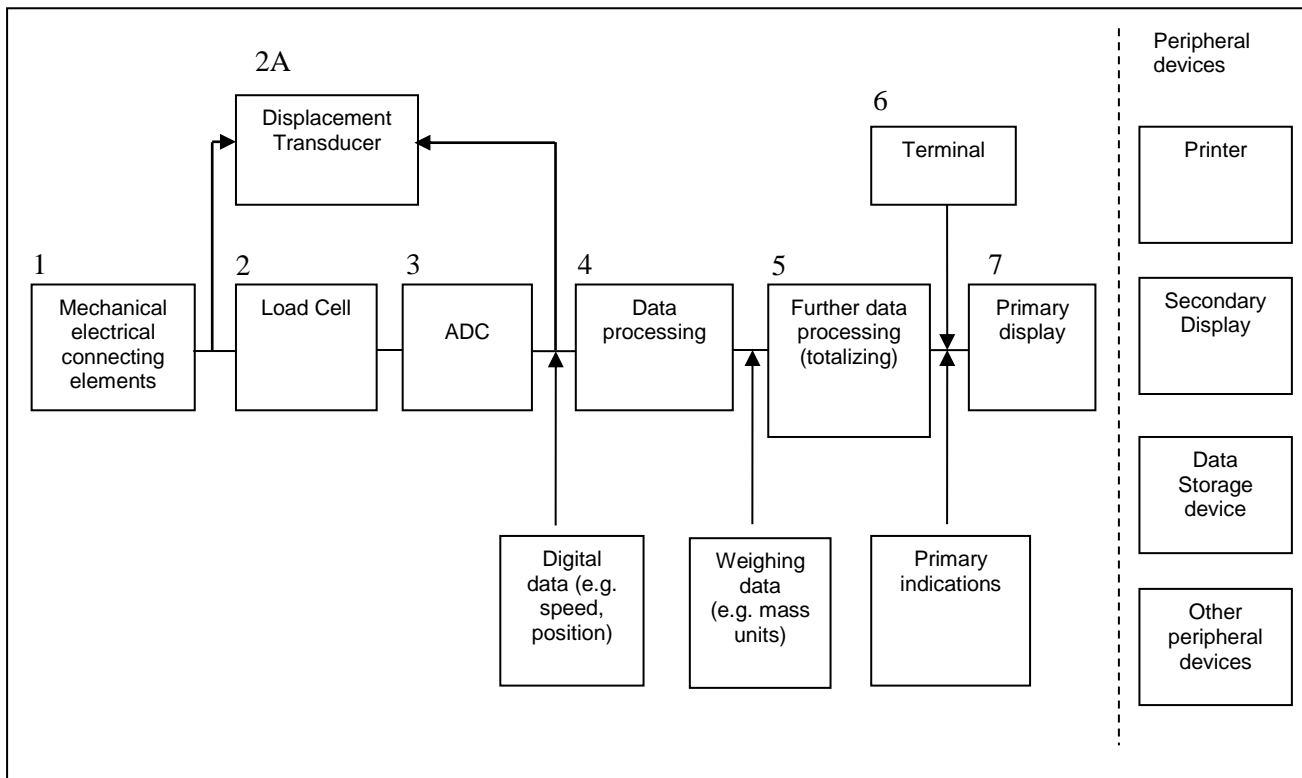 Peripheral
devices
2A
Displacement
Transducer
6
Terminal
Printer
1
Mechanical
electrical
connecting
elements
2
Load Cell
3
ADC
4
Data
processing
5
Further data
processing
(totalizing)
7
Primary
display
Secondary
Display
Digital
data (e.g.
speed,
position)
Weighing
data
(e.g. mass
units)
Primary
indications
Data
Storage
device
Other
peripheral
devices